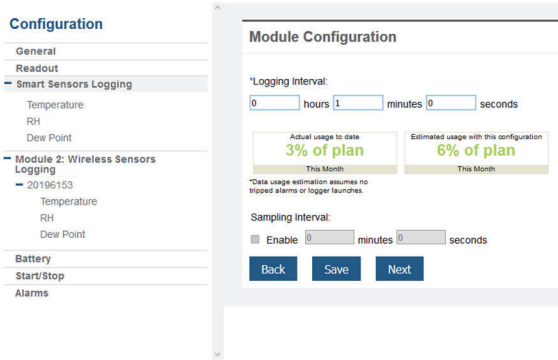 Configuration
General
Readout
Smart Sensors Logging
Temperature
RH
Dew Point
Module 2: Wireless Sensors
Logging
20196153
Temperature
RH
Dew Point
Battery
Start/Stop
Alarms
Module Configuration
*Logging Interval:
0 hours 1 minutes 0 seconds
Actual usage to date
3% of plan
This Month
Estimated usage with this configuration
6% of plan
This Month
*Data usage estimation assumes no
tripped alarms or logger launches.
Sampling Interval:
Enable 0 minutes 0 seconds
Back Save Next